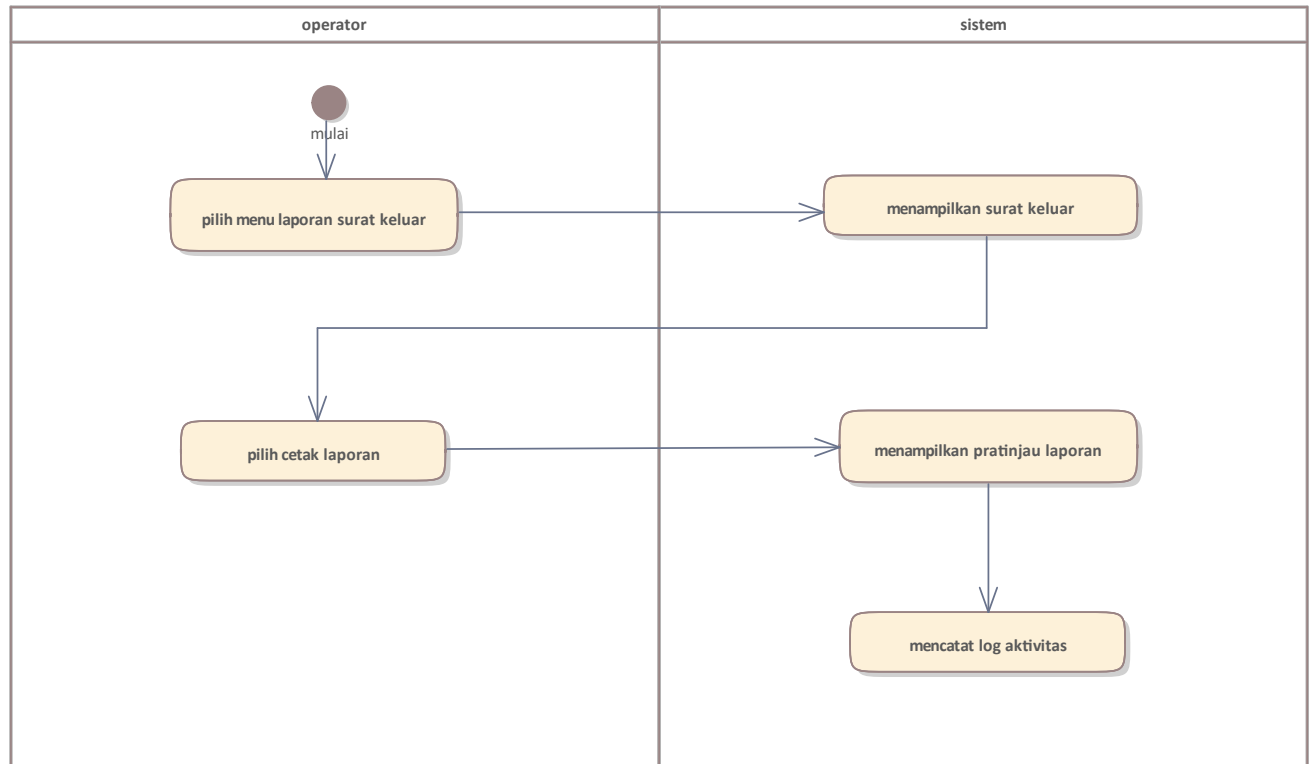 operator
sistem
mulai
pilih menu laporan surat keluar
menampilkan surat keluar
pilih cetak laporan
menampilkan pratinjau laporan
mencatat log aktivitas